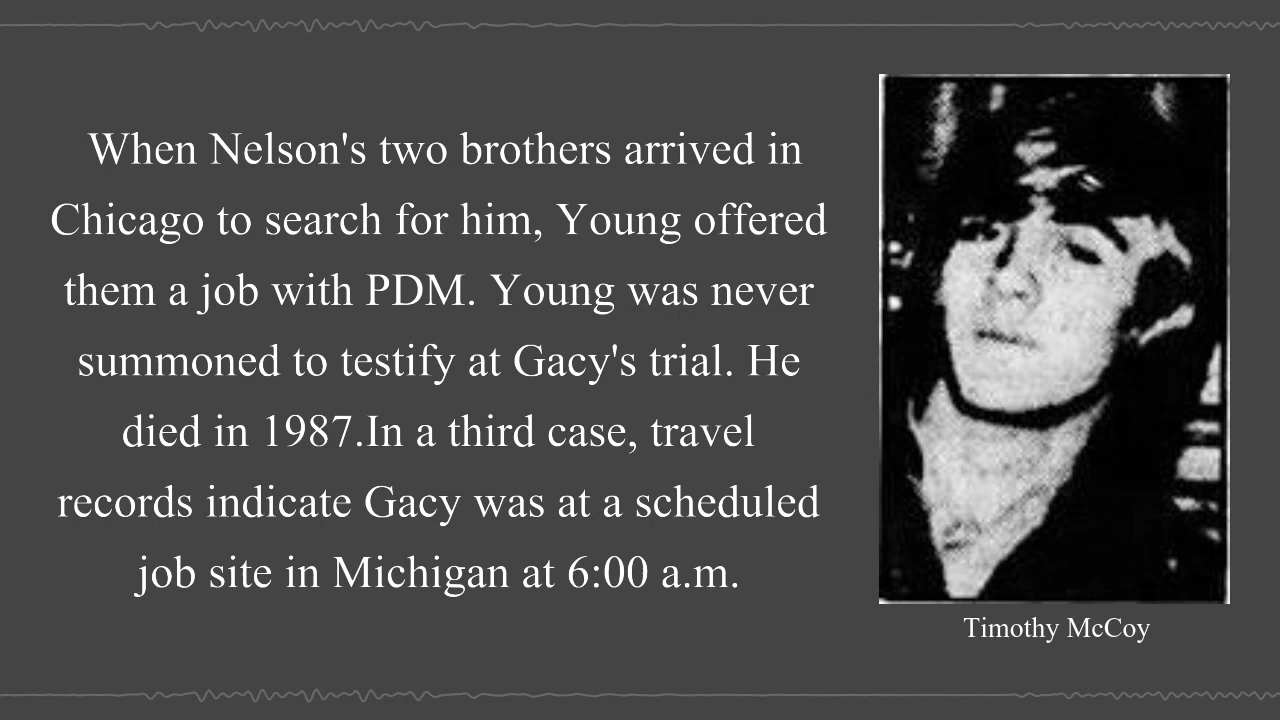 When Nelson's two brothers arrived in
Chicago to search for him, Young offered
them a job with PDM. Young was never
summoned to testify at Gacy's trial. He
died in 1987.In a third case, travel
records indicate Gacy was at a scheduled
job site in Michigan at 6:00 a.m.
Timothy McCoy